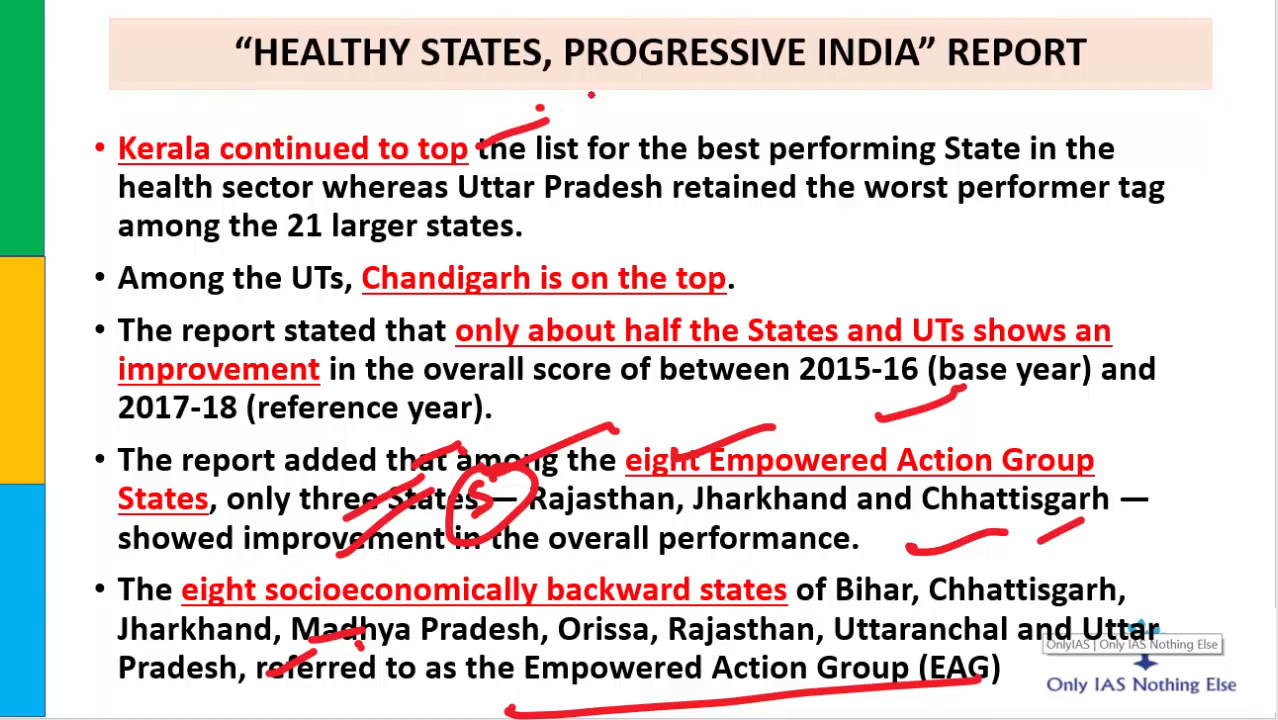 “HEALTHY STATES, PROGRESSIVE INDIA” REPORT
• Kerala continued to top the list for the best performing State in the
health sector whereas Uttar Pradesh retained the worst performer tag
among the 21 larger states.
• Among the UTs, Chandigarh is on the top.
• The report stated that only about half the States and UTs shows an
improvement in the overall score of between 2015-16 (base year) and
2017-18 (reference year).
• The report added that among the eight Empowered Action Group
States, only three States — Rajasthan, Jharkhand and Chhattisgarh —
showed improvement in the overall performance.
• The eight socioeconomically backward states of Bihar, Chhattisgarh,
Jharkhand, Madhya Pradesh, Orissa, Rajasthan, Uttaranchal and Uttar
Pradesh, referred to as the Empowered Action Group (EAG)
OnlyIAS | Only IAS Nothing Else
Only IAS Nothing Else